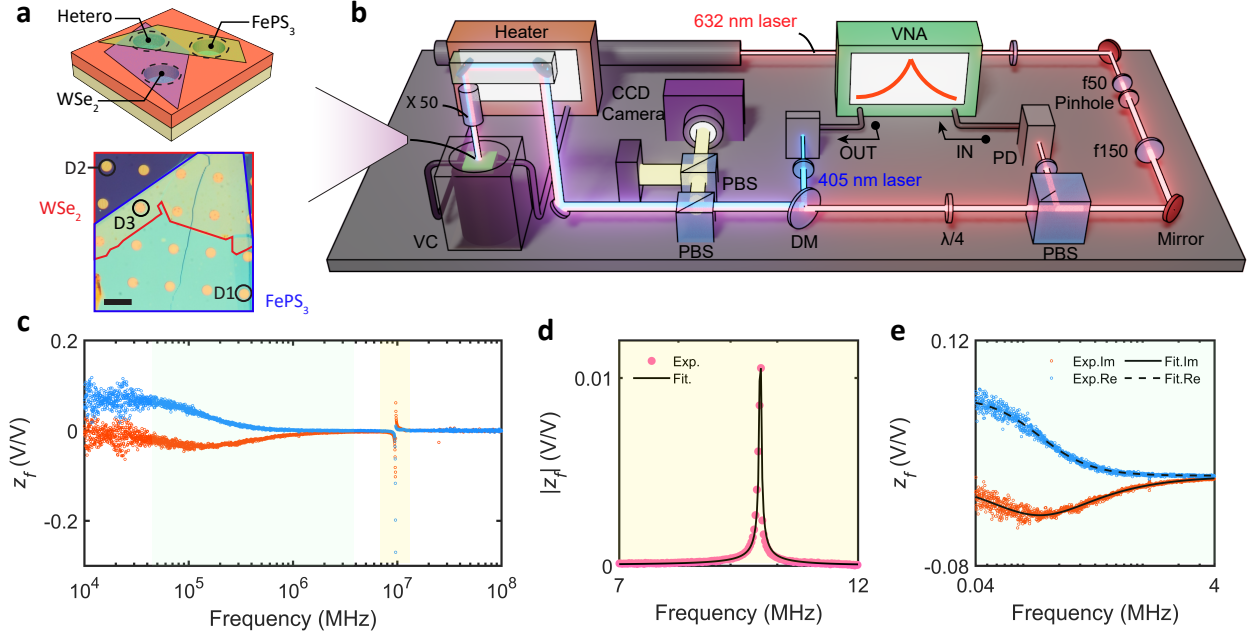 a
Hetero
FePS3
WSe2
D2
WSe2
D3
D1
FePS3
b
632 nm laser
Heater
VNA
X 50
CCD
Camera
f50
Pinhole
OUT
IN
PD
f150
PBS
405 nm laser
VC
PBS
DM
λ/4
PBS
Mirror
c
0.2
0
-0.2
z_f (V/V)
10^4
10^5
10^6
10^7
10^8
Frequency (MHz)
d
Exp.
Fit.
0.01
0
|z_f| (V/V)
7
12
Frequency (MHz)
e
0.12
Exp.Im
Fit.Im
Exp.Re
Fit.Re
z_f (V/V)
-0.08
0.04
4
Frequency (MHz)